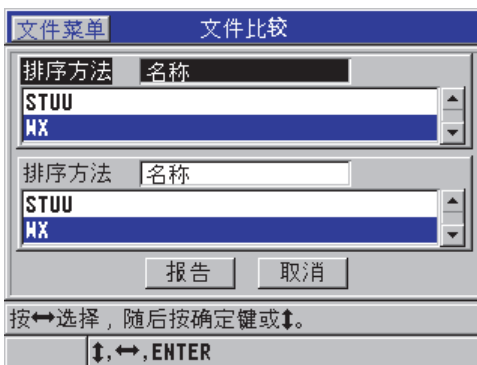 文件菜单 文件比较
排序方法 名称
STUU
WX
排序方法 名称
STUU
WX
报告 取消
按↔选择，随后按确定键或↕。
↕,↔,ENTER